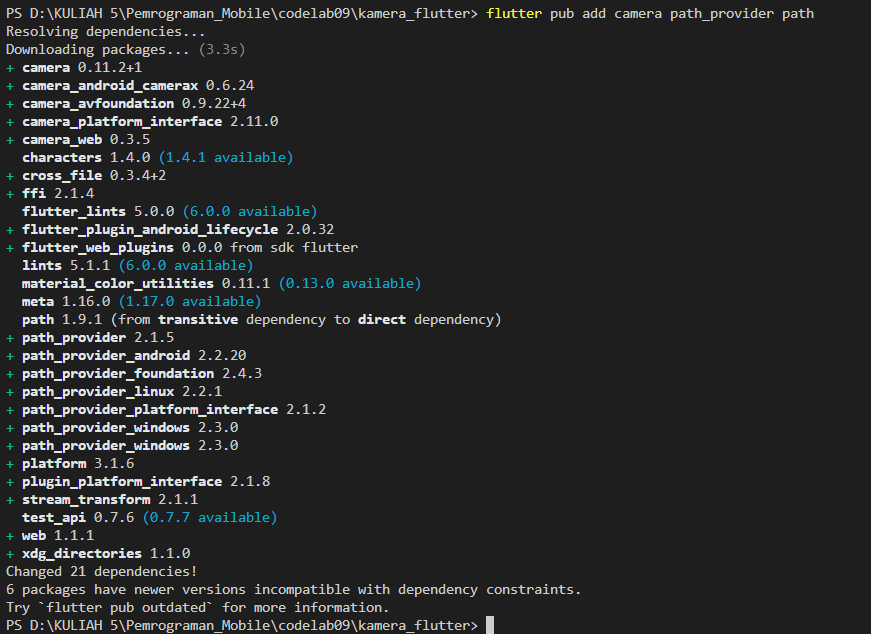 PS D:\KULIAH 5\Pemrograman_Mobile\codelab09\kamera_flutter> flutter pub add camera path_provider path
Resolving dependencies...
Downloading packages... (3.3s)
+ camera 0.11.2+1
+ camera_android_camerax 0.6.24
+ camera_avfoundation 0.9.22+4
+ camera_platform_interface 2.11.0
+ camera_web 0.3.5
characters 1.4.0 (1.4.1 available)
+ cross_file 0.3.4+2
+ ffi 2.1.4
flutter_lints 5.0.0 (6.0.0 available)
+ flutter_plugin_android_lifecycle 2.0.32
+ flutter_web_plugins 0.0.0 from sdk flutter
lints 5.1.1 (6.0.0 available)
material_color_utilities 0.11.1 (0.13.0 available)
meta 1.16.0 (1.17.0 available)
path 1.9.1 (from transitive dependency to direct dependency)
+ path_provider 2.1.5
+ path_provider_android 2.2.20
+ path_provider_foundation 2.4.3
+ path_provider_linux 2.2.1
+ path_provider_platform_interface 2.1.2
+ path_provider_windows 2.3.0
+ path_provider_windows 2.3.0
+ platform 3.1.6
+ plugin_platform_interface 2.1.8
+ stream_transform 2.1.1
test_api 0.7.6 (0.7.7 available)
+ web 1.1.1
+ xdg_directories 1.1.0
Changed 21 dependencies!
6 packages have newer versions incompatible with dependency constraints.
Try `flutter pub outdated` for more information.
PS D:\KULIAH 5\Pemrograman_Mobile\codelab09\kamera_flutter>